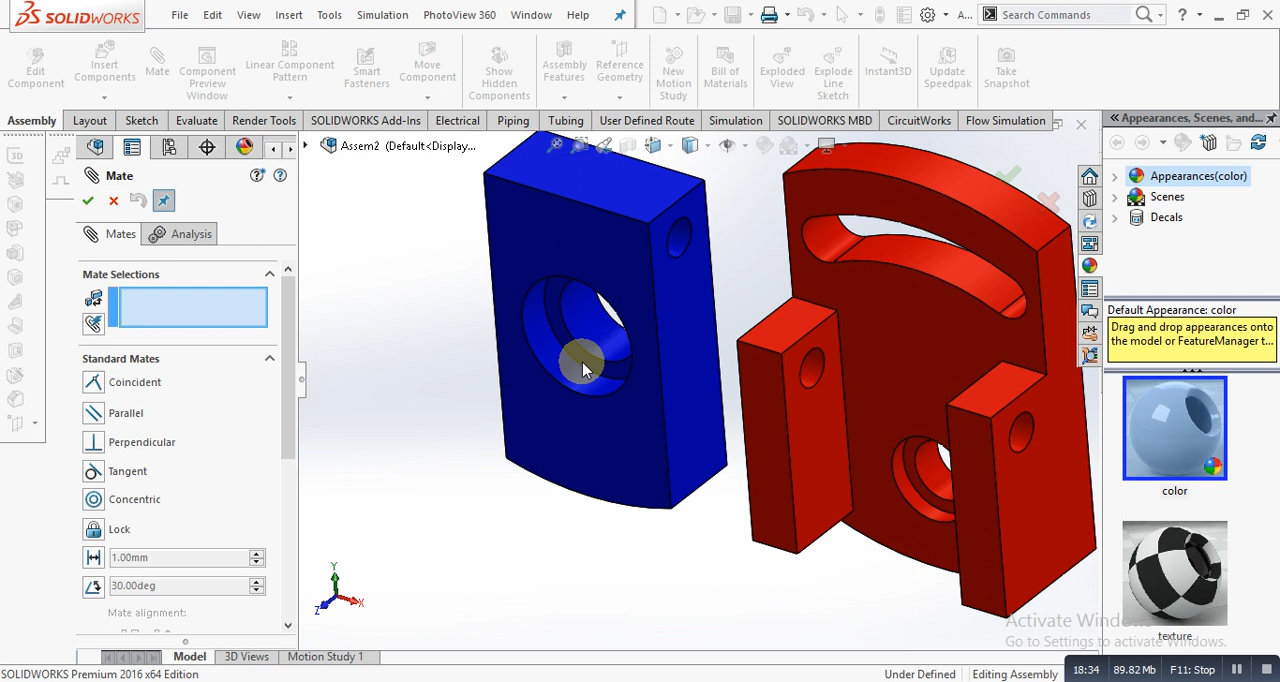 SOLIDWORKS File Edit View Insert Tools Simulation PhotoView 360 Window Help A... Search Commands ?
Edit Component
Insert Components
Mate
Component Preview Window
Linear Component Pattern
Smart Fasteners
Move Component
Show Hidden Components
Assembly Features
Reference Geometry
New Motion Study
Bill of Materials
Exploded View
Explode Line Sketch
Instant3D
Update Speedpak
Take Snapshot
Assembly Layout Sketch Evaluate Render Tools SOLIDWORKS Add-Ins Electrical Piping Tubing User Defined Route Simulation SOLIDWORKS MBD CircuitWorks Flow Simulation
Appearances, Scenes, and...
Assem2 (Default<Display...
3D
Mate
Mates Analysis
Mate Selections
Standard Mates
Coincident
Parallel
Perpendicular
Tangent
Concentric
Lock
1.00mm
30.00deg
Mate alignment:
Y
Z
X
Appearances(color)
Scenes
Decals
Default Appearance: color
Drag and drop appearances onto
the model or FeatureManager t...
color
texture
Activate Windows
Go to Settings to activate Windows.
Model 3D Views Motion Study 1
SOLIDWORKS Premium 2016 x64 Edition Under Defined Editing Assembly 18:34 89.82 Mb F11: Stop